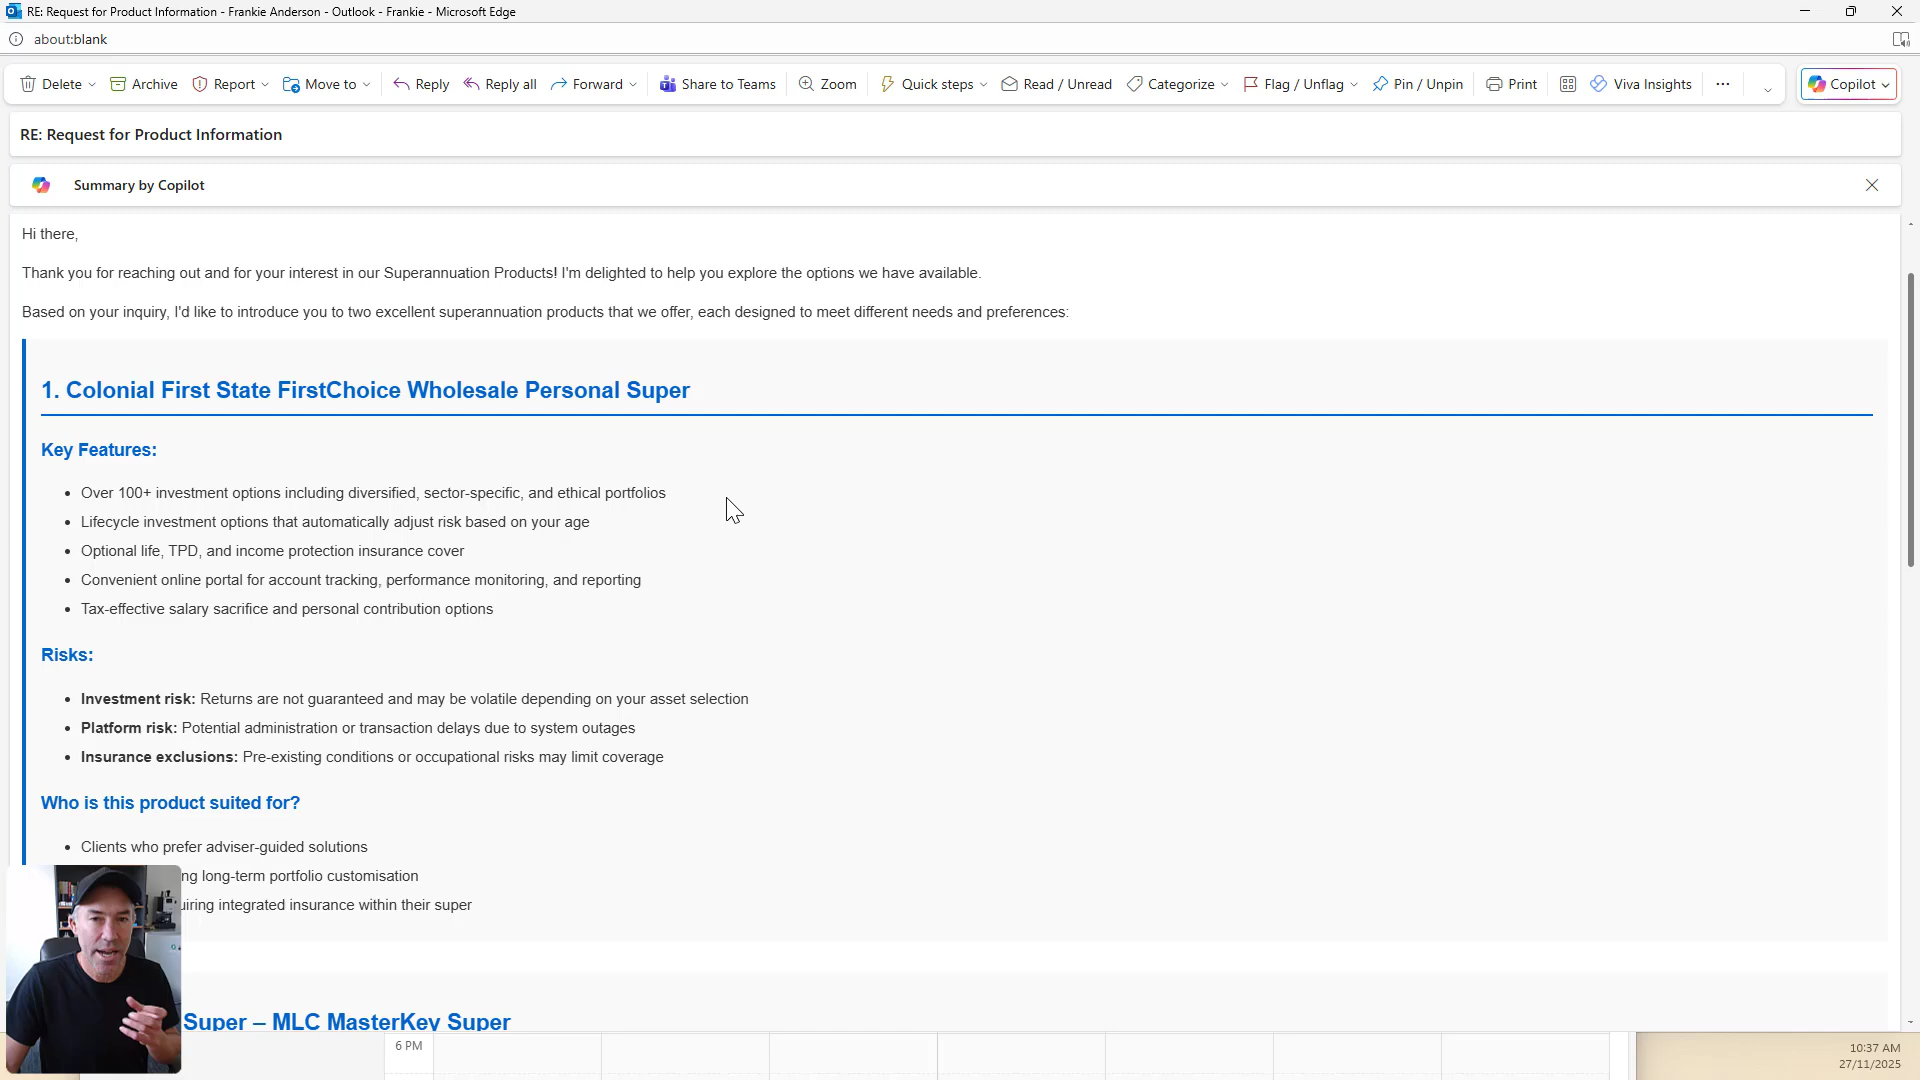 RE: Request for Product Information - Frankie Anderson - Outlook - Frankie - Microsoft Edge
about:blank
Delete Archive Report Move to Reply Reply all Forward Share to Teams Zoom Quick steps Read / Unread Categorize Flag / Unflag Pin / Unpin Print Viva Insights ... Copilot
RE: Request for Product Information
Summary by Copilot
Hi there,
Thank you for reaching out and for your interest in our Superannuation Products! I'm delighted to help you explore the options we have available.
Based on your inquiry, I'd like to introduce you to two excellent superannuation products that we offer, each designed to meet different needs and preferences:
1. Colonial First State FirstChoice Wholesale Personal Super
Key Features:
• Over 100+ investment options including diversified, sector-specific, and ethical portfolios
• Lifecycle investment options that automatically adjust risk based on your age
• Optional life, TPD, and income protection insurance cover
• Convenient online portal for account tracking, performance monitoring, and reporting
• Tax-effective salary sacrifice and personal contribution options
Risks:
• Investment risk: Returns are not guaranteed and may be volatile depending on your asset selection
• Platform risk: Potential administration or transaction delays due to system outages
• Insurance exclusions: Pre-existing conditions or occupational risks may limit coverage
Who is this product suited for?
• Clients who prefer adviser-guided solutions
ng long-term portfolio customisation
uiring integrated insurance within their super
Super – MLC MasterKey Super
6 PM
10:37 AM
27/11/2025